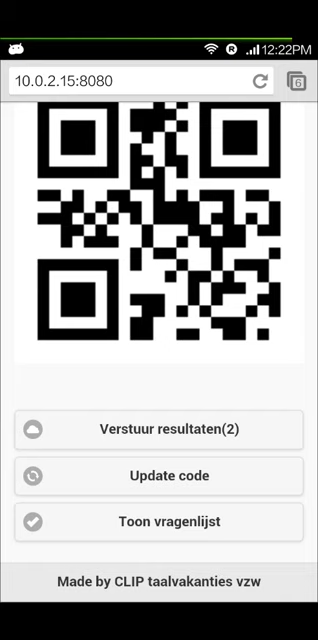 12:22PM
10.0.2.15:8080
6
Verstuur resultaten(2)
Update code
Toon vragenlijst
Made by CLIP taalvakanties vzw